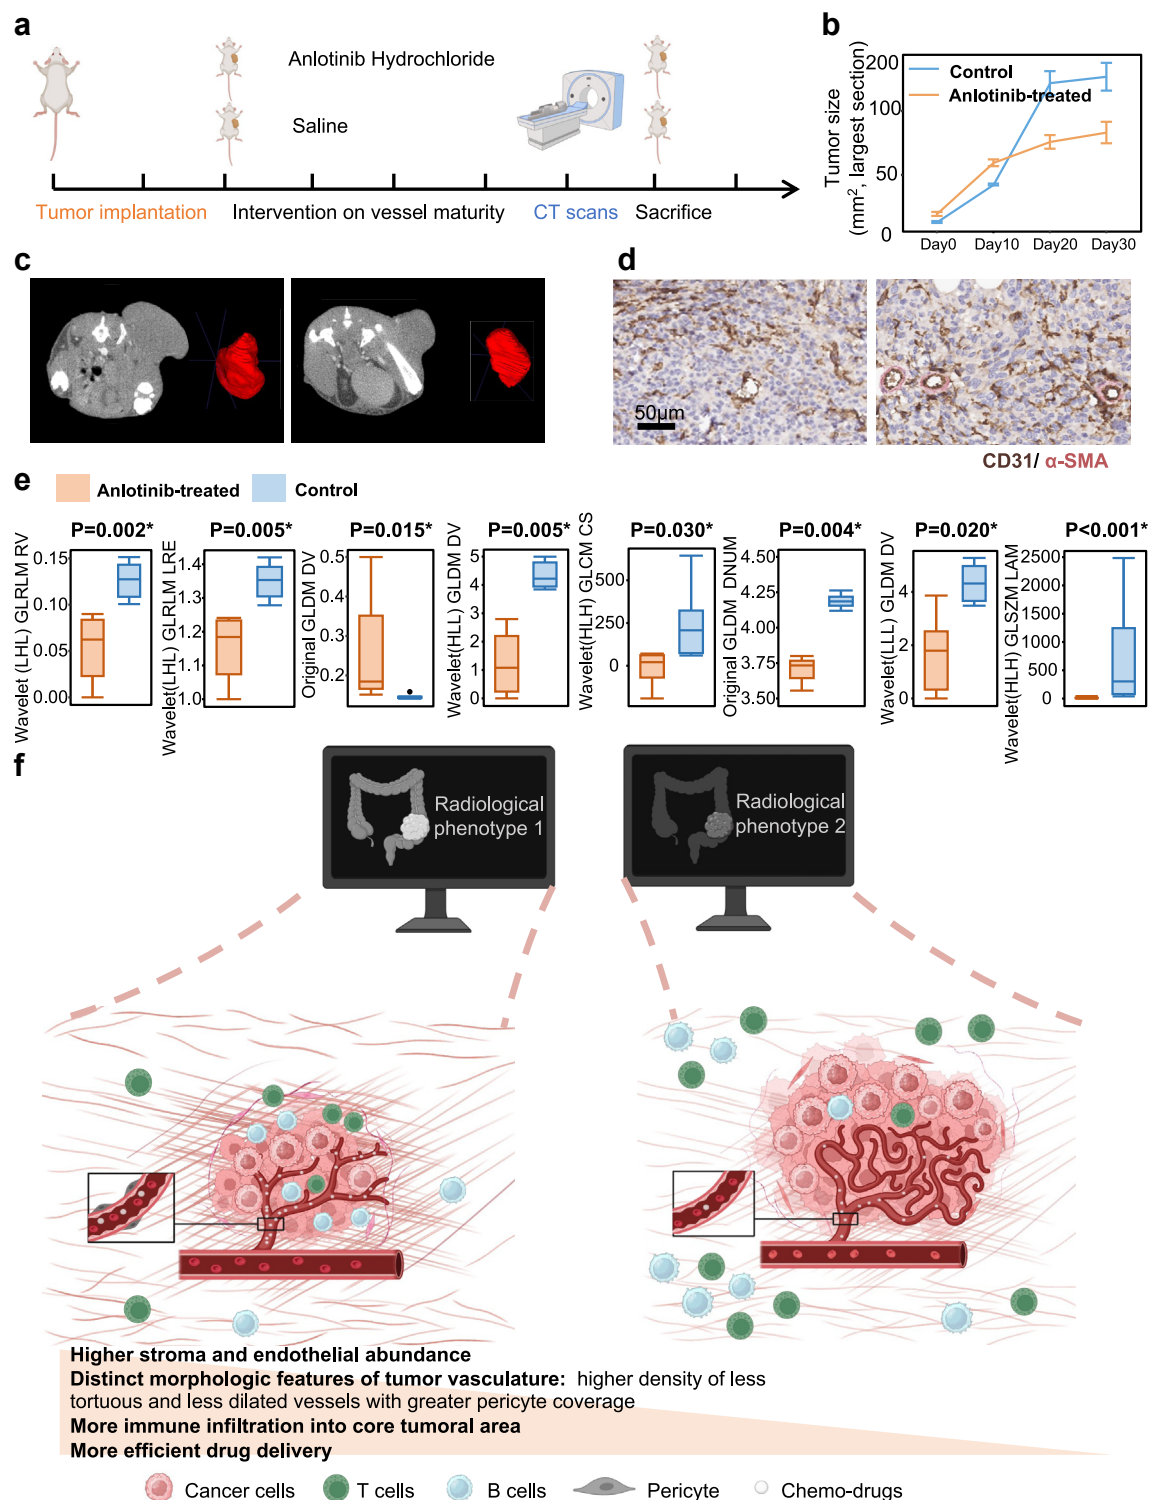 a
Anlotinib Hydrochloride
Saline
Tumor implantation
Intervention on vessel maturity
CT scans
Sacrifice
b
Tumor size
(mm², largest section)
200
100
50
0
Control
Anlotinib-treated
Day0 Day10 Day20 Day30
c
d
50μm
CD31/ α-SMA
e
Anlotinib-treated
Control
P=0.002*
Wavelet (LHL) GLRLM RV
0.15
0.10
0.05
0.00
P=0.005*
Wavelet(LHL) GLRLM LRE
1.4
1.3
1.2
1.1
1.0
P=0.015*
Original GLDM DV
0.5
0.4
0.3
0.2
P=0.005*
Wavelet(HLL) GLDM DV
5
4
3
2
1
0
P=0.030*
Wavelet(HLH) GLCM CS
500
0
P=0.004*
Original GLDM DNUM
4.50
4.25
4.00
3.75
3.50
P=0.020*
Wavelet(LLL) GLDM DV
4
2
0
P<0.001*
Wavelet(HLH) GLSZM LAM
2500
2000
1500
1000
500
0
f
Radiological
phenotype 1
Radiological
phenotype 2
Higher stroma and endothelial abundance
Distinct morphologic features of tumor vasculature: higher density of less
tortuous and less dilated vessels with greater pericyte coverage
More immune infiltration into core tumoral area
More efficient drug delivery
Cancer cells
T cells
B cells
Pericyte
Chemo-drugs